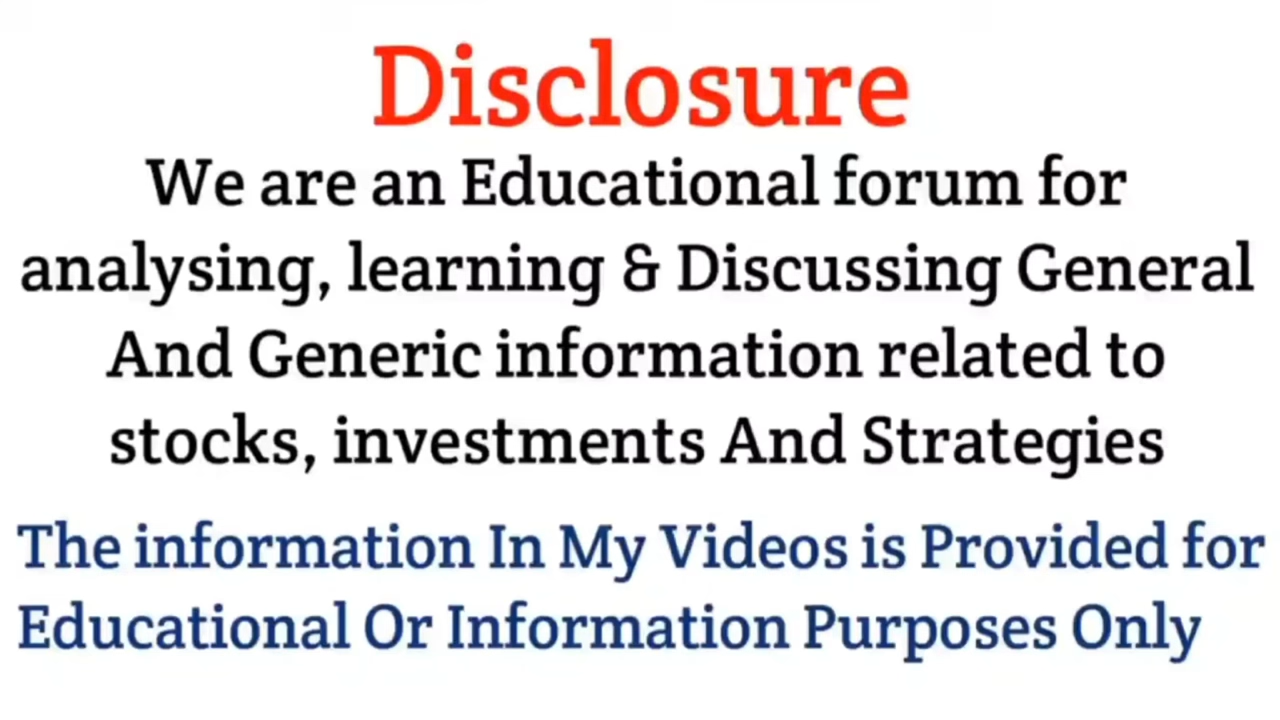 Disclosure
We are an Educational forum for
analysing, learning & Discussing General
And Generic information related to
stocks, investments And Strategies
The information In My Videos is Provided for
Educational Or Information Purposes Only